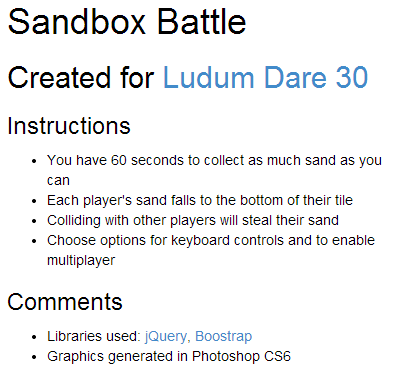 Sandbox Battle
Created for Ludum Dare 30
Instructions
You have 60 seconds to collect as much sand as you
can
Each player's sand falls to the bottom of their tile
Colliding with other players will steal their sand
Choose options for keyboard controls and to enable
multiplayer
Comments
Libraries used: jQuery, Boostrap
Graphics generated in Photoshop CS6